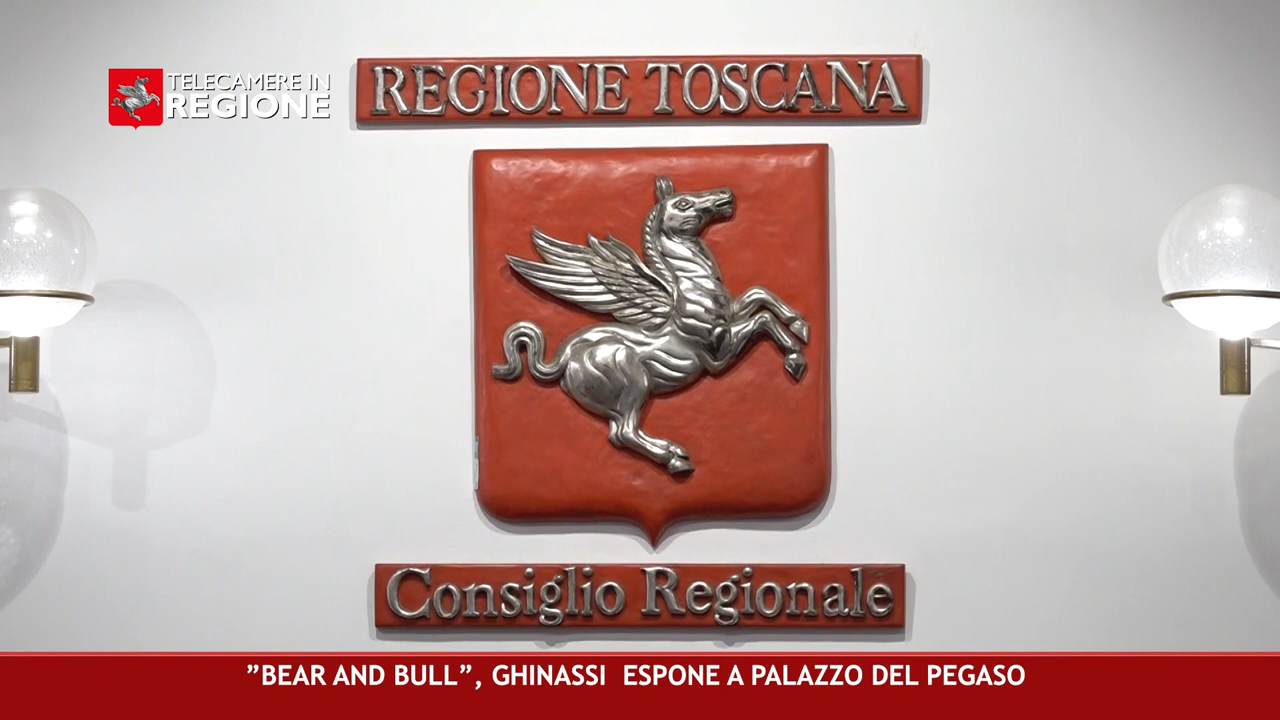 TELECAMERE IN
REGIONE
REGIONE TOSCANA
Consiglio Regionale
”BEAR AND BULL”, GHINASSI  ESPONE A PALAZZO DEL PEGASO